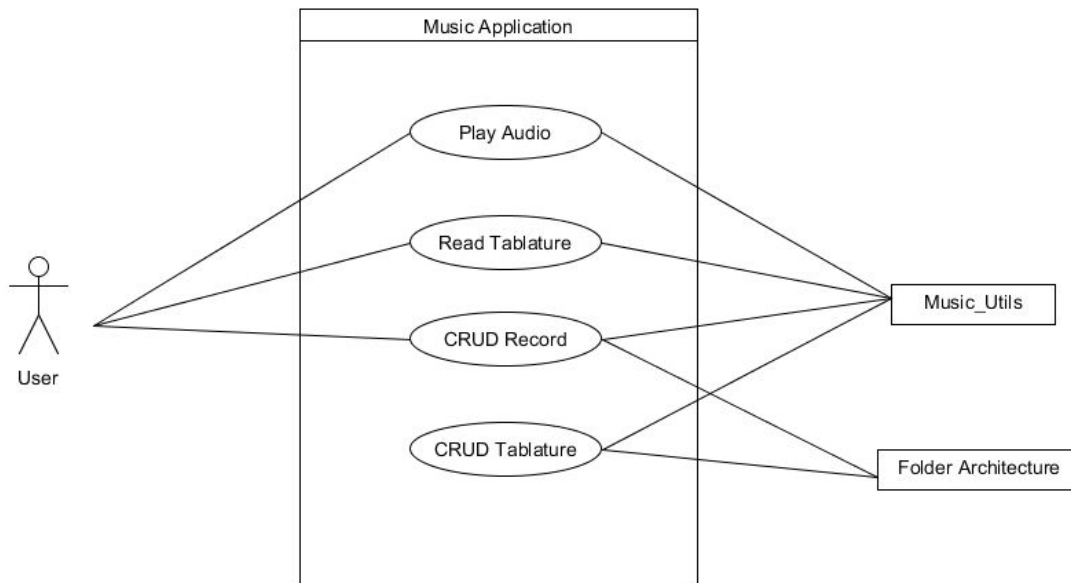 Music Application
Play Audio
Read Tablature
Music_Utils
CRUD Record
User
CRUD Tablature
Folder Architecture